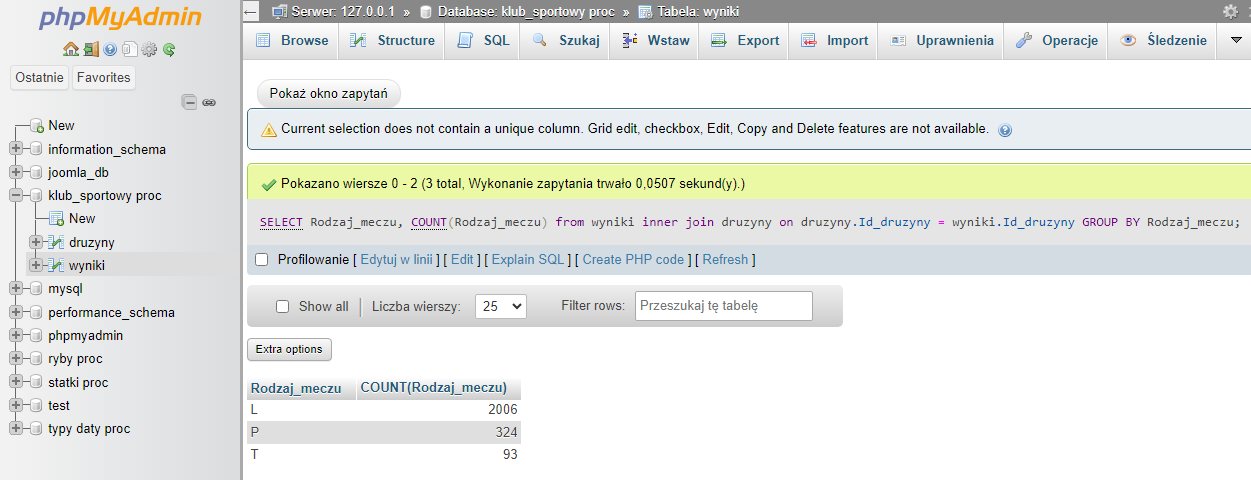 phpMyAdmin
Ostatnie Favorites
New
information_schema
joomla_db
klub_sportowy proc
New
druzyny
wyniki
mysql
performance_schema
phpmyadmin
ryby proc
statki proc
test
typy daty proc
Serwer: 127.0.0.1 » Database: klub_sportowy proc » Tabela: wyniki
Browse Structure SQL Szukaj Wstaw Export Import Uprawnienia Operacje Śledzenie
Pokaż okno zapytań
Current selection does not contain a unique column. Grid edit, checkbox, Edit, Copy and Delete features are not available.
Pokazano wiersze 0 - 2 (3 total, Wykonanie zapytania trwało 0,0507 sekund(y).)
SELECT Rodzaj_meczu, COUNT(Rodzaj_meczu) from wyniki inner join druzyny on druzyny.Id_druzyny = wyniki.Id_druzyny GROUP BY Rodzaj_meczu;
Profilowanie [ Edytuj w linii ] [ Edit ] [ Explain SQL ] [ Create PHP code ] [ Refresh ]
Show all | Liczba wierszy: 25 Filter rows: Przeszukaj tę tabelę
Extra options
Rodzaj_meczu COUNT(Rodzaj_meczu)
L 2006
P 324
T 93